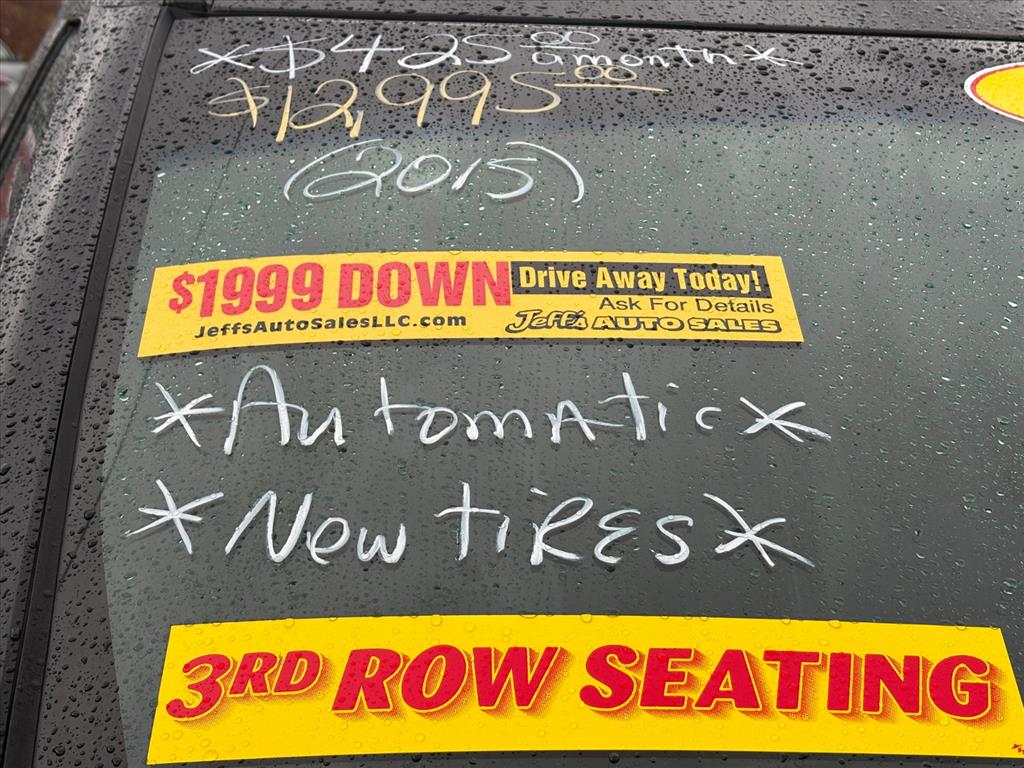 *$425.00 a month*
$12,995.00
(2015)
$1999 DOWN Drive Away Today!
Ask For Details
JeffsAutoSalesLLC.com Jeff's AUTO SALES
*Automatic*
*New tires*
3RD ROW SEATING